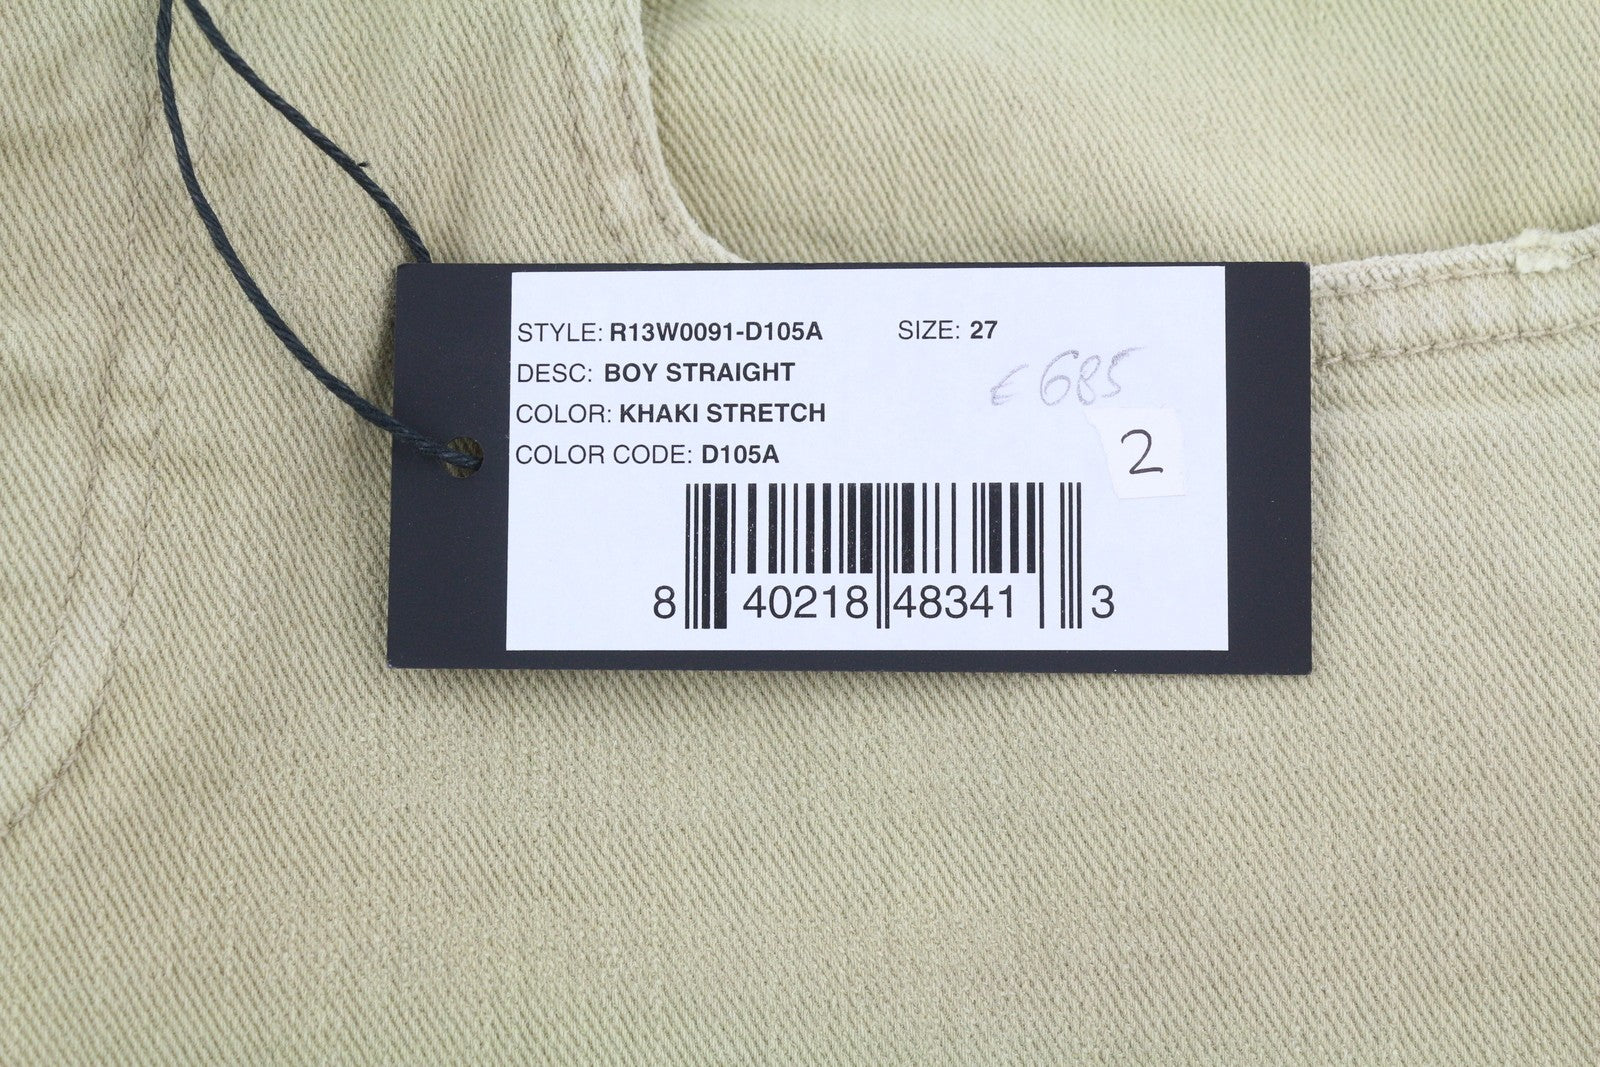 STYLE: R13W0091-D105A SIZE: 27
DESC: BOY STRAIGHT
€685
COLOR: KHAKI STRETCH
COLOR CODE: D105A
2
8 40218 48341 3